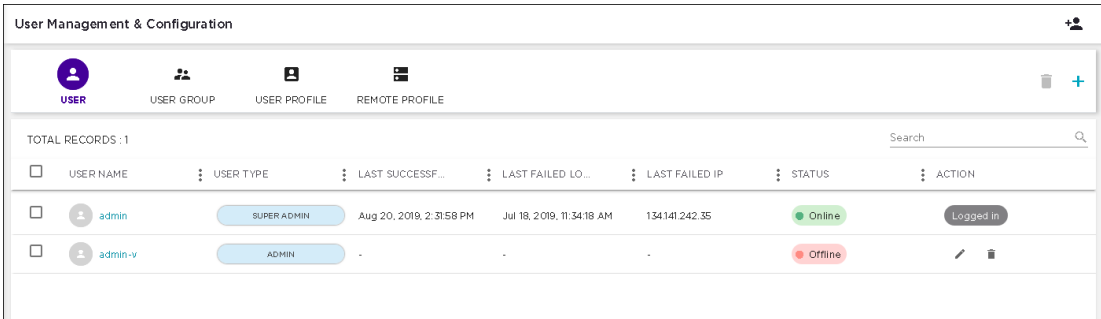 User Management & Configuration
USER
USER GROUP
USER PROFILE
REMOTE PROFILE
TOTAL RECORDS : 1
Search
USER NAME USER TYPE LAST SUCCESSF... LAST FAILED LO... LAST FAILED IP STATUS ACTION
admin SUPER ADMIN Aug 20, 2019, 2:31:58 PM Jul 18, 2019, 11:34:18 AM 134.141.242.35 Online Logged in
admin-v ADMIN - - - Offline